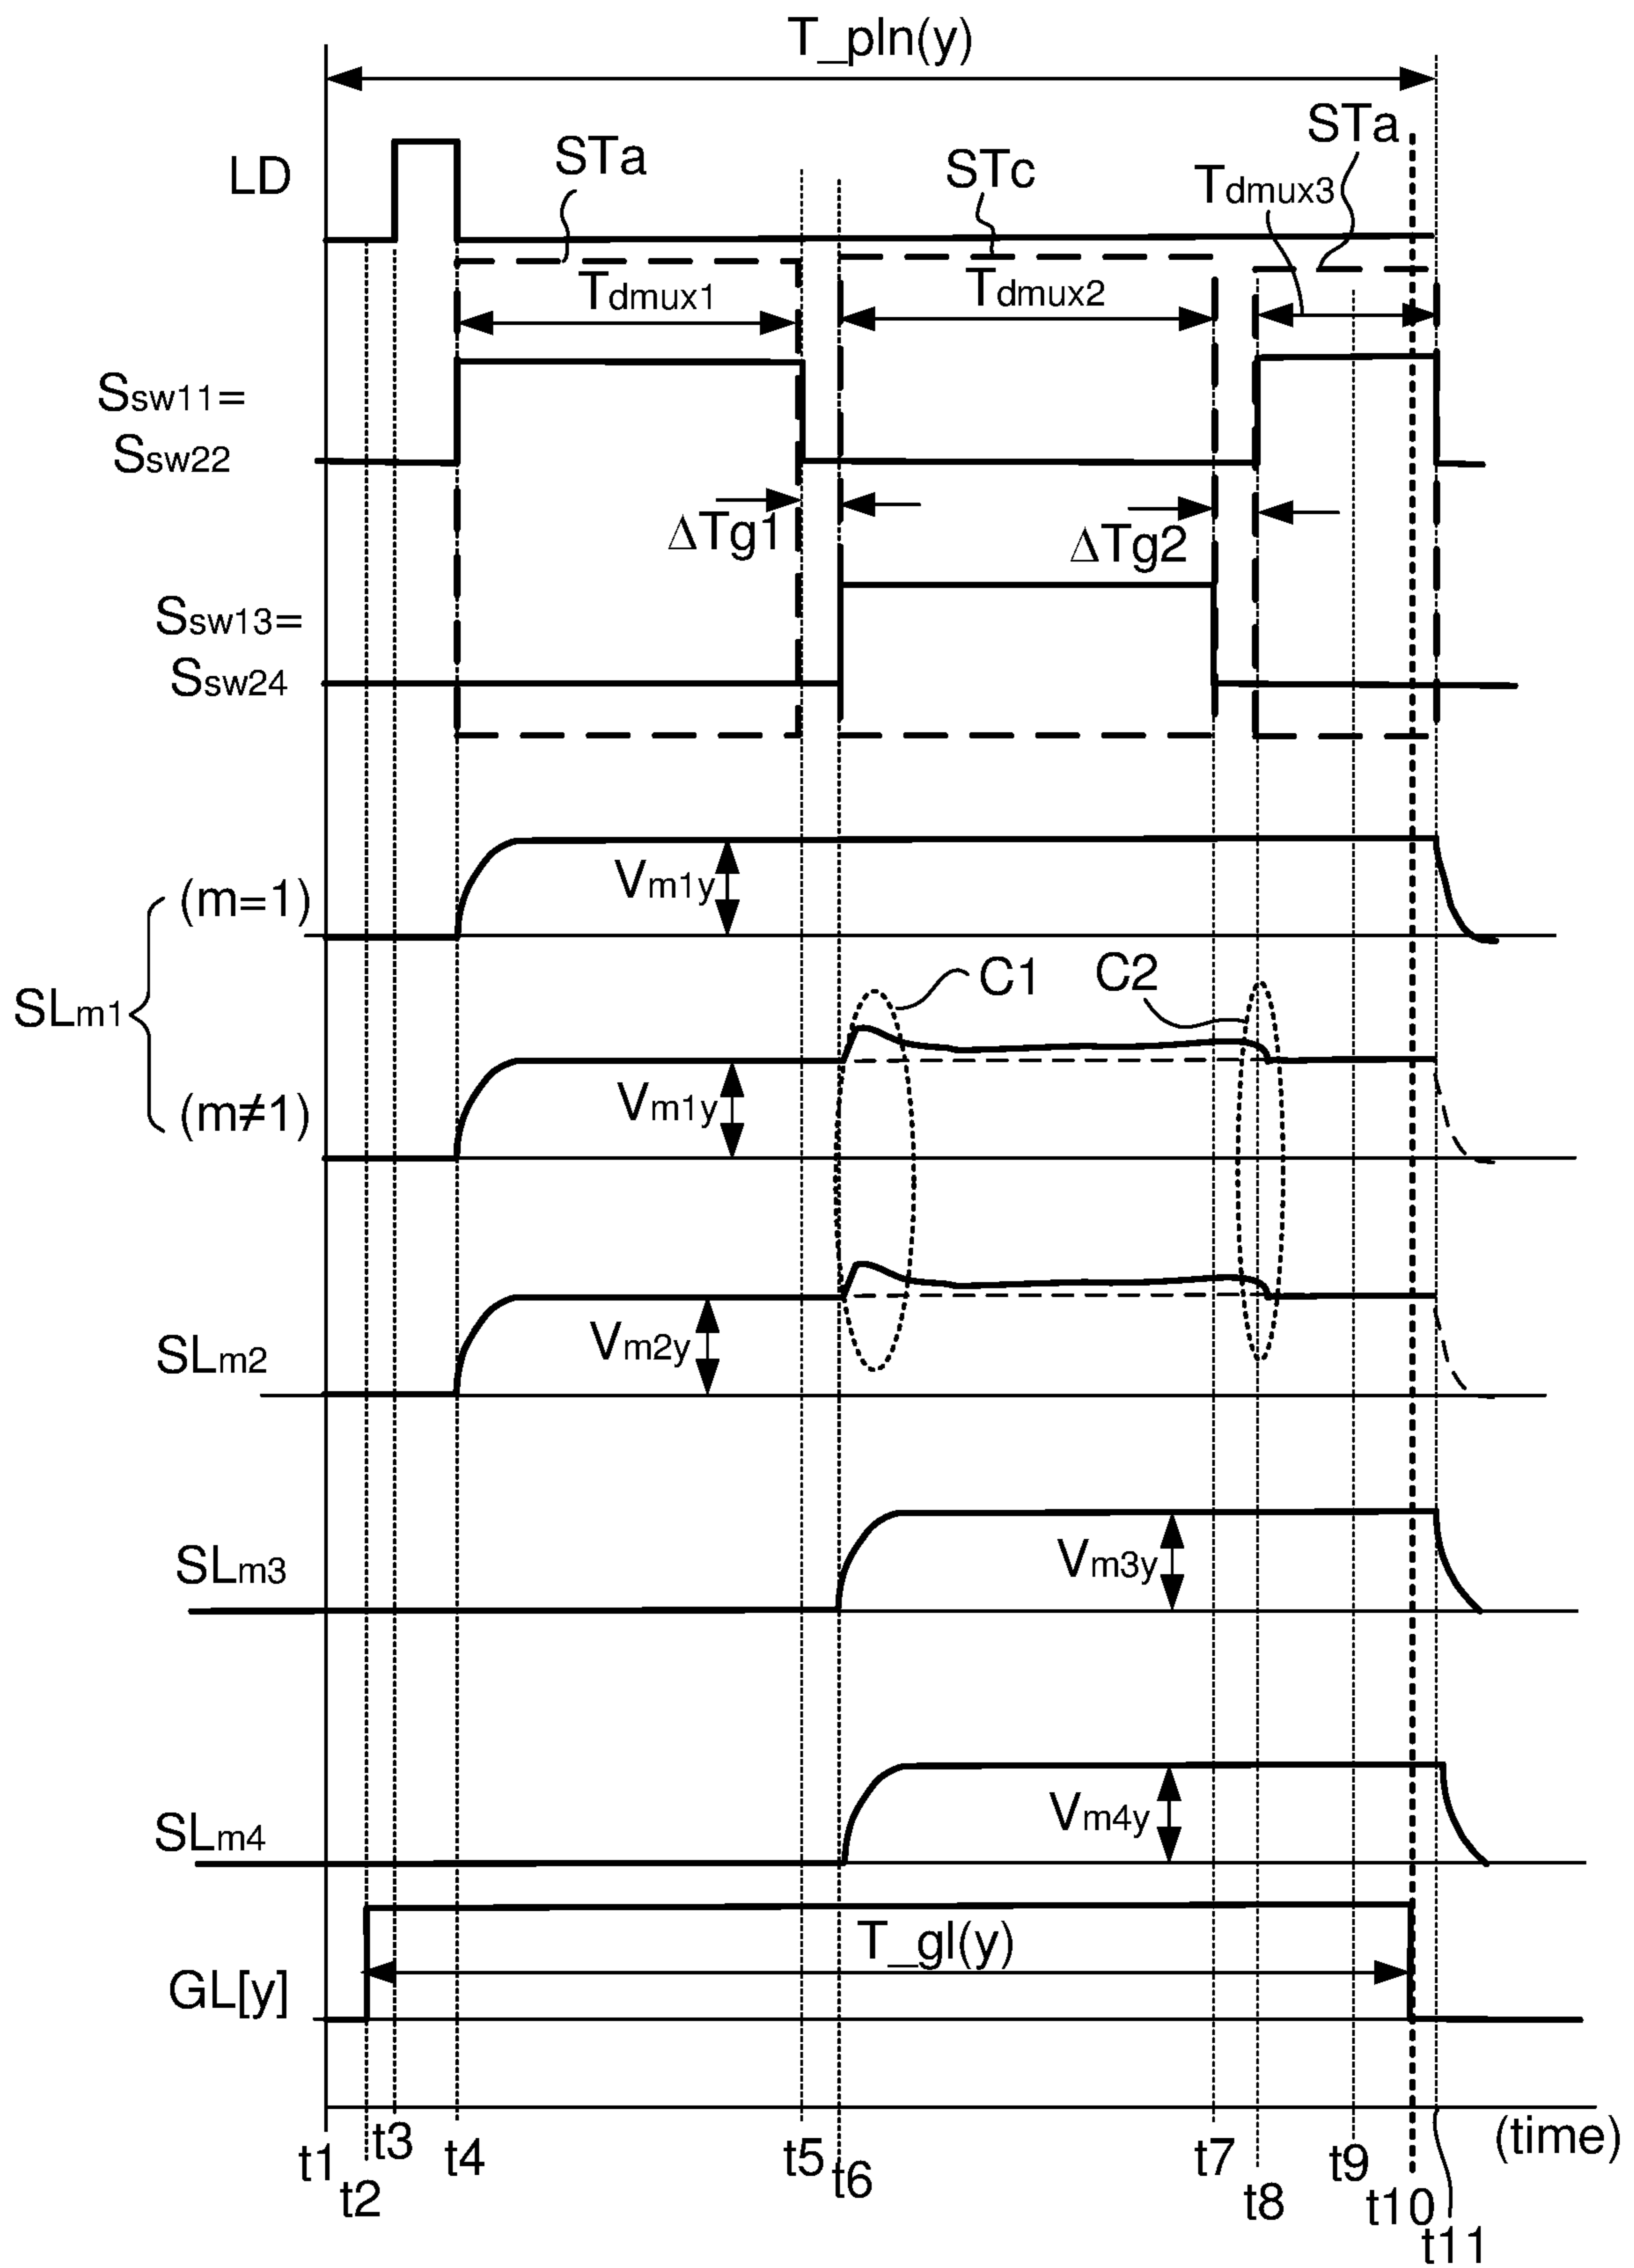 T_pln(y)
LD
STa
STc
STa
Tdmux3
Tdmux1
Tdmux2
Ssw11=
Ssw22
ΔTg1
ΔTg2
Ssw13=
Ssw24
SLm1
(m=1)
Vm1y
C1
C2
(m≠1)
Vm1y
SLm2
Vm2y
SLm3
Vm3y
SLm4
Vm4y
GL[y]
T_gl(y)
t1
t2
t3
t4
t5
t6
t7
t8
t9
t10
t11
(time)